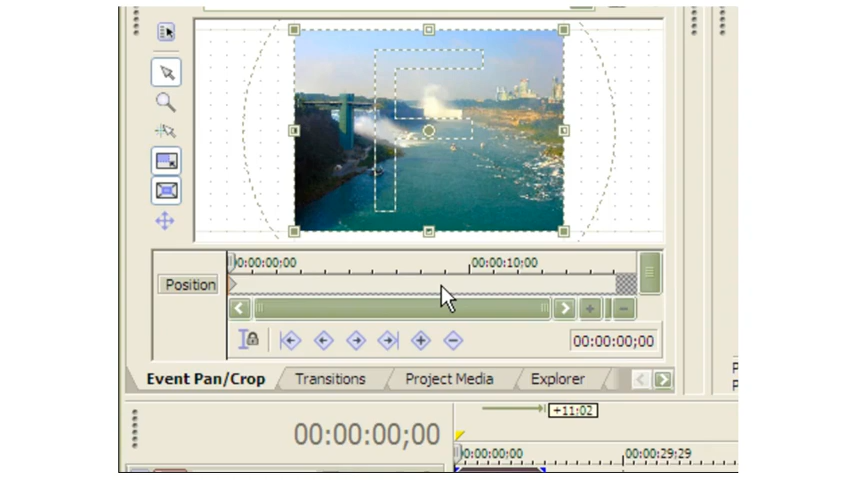 0:00:00;00 00:00:10;00
Position
00:00:00;00
Event Pan/Crop Transitions Project Media Explorer
+11;02
00:00:00;00
0:00:00;00 00:00:29;29